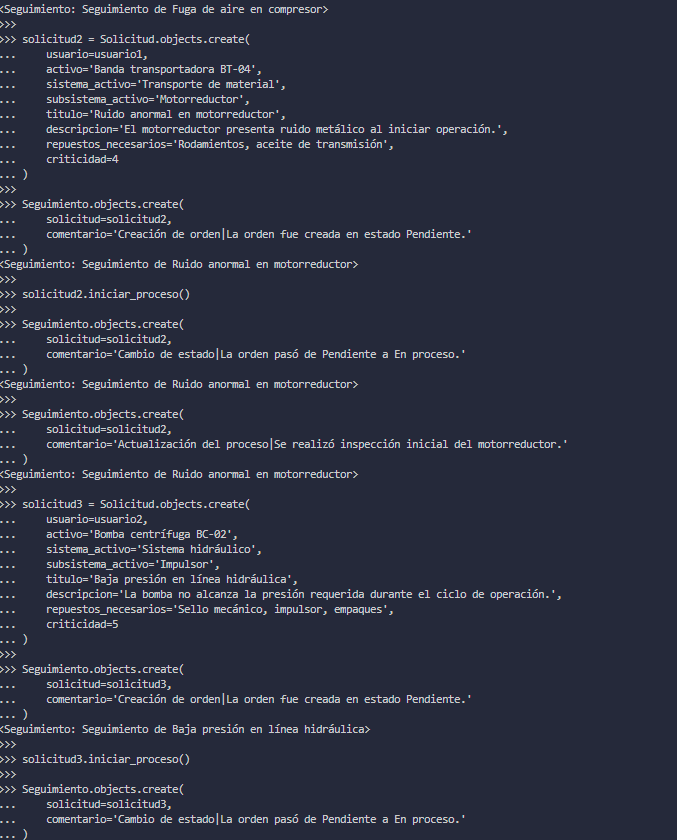 <Seguimiento: Seguimiento de Fuga de aire en compresor>
>>>
>>> solicitud2 = Solicitud.objects.create(
...     usuario=usuario1,
...     activo='Banda transportadora BT-04',
...     sistema_activo='Transporte de material',
...     subsistema_activo='Motorreductor',
...     titulo='Ruido anormal en motorreductor',
...     descripcion='El motorreductor presenta ruido metálico al iniciar operación.',
...     repuestos_necesarios='Rodamientos, aceite de transmisión',
...     criticidad=4
... )
>>>
>>> Seguimiento.objects.create(
...     solicitud=solicitud2,
...     comentario='Creación de orden|La orden fue creada en estado Pendiente.'
... )
<Seguimiento: Seguimiento de Ruido anormal en motorreductor>
>>>
>>> solicitud2.iniciar_proceso()
>>>
>>> Seguimiento.objects.create(
...     solicitud=solicitud2,
...     comentario='Cambio de estado|La orden pasó de Pendiente a En proceso.'
... )
<Seguimiento: Seguimiento de Ruido anormal en motorreductor>
>>>
>>> Seguimiento.objects.create(
...     solicitud=solicitud2,
...     comentario='Actualización del proceso|Se realizó inspección inicial del motorreductor.'
... )
<Seguimiento: Seguimiento de Ruido anormal en motorreductor>
>>>
>>> solicitud3 = Solicitud.objects.create(
...     usuario=usuario2,
...     activo='Bomba centrífuga BC-02',
...     sistema_activo='Sistema hidráulico',
...     subsistema_activo='Impulsor',
...     titulo='Baja presión en línea hidráulica',
...     descripcion='La bomba no alcanza la presión requerida durante el ciclo de operación.',
...     repuestos_necesarios='Sello mecánico, impulsor, empaques',
...     criticidad=5
... )
>>>
>>> Seguimiento.objects.create(
...     solicitud=solicitud3,
...     comentario='Creación de orden|La orden fue creada en estado Pendiente.'
... )
<Seguimiento: Seguimiento de Baja presión en línea hidráulica>
>>>
>>> solicitud3.iniciar_proceso()
>>>
>>> Seguimiento.objects.create(
...     solicitud=solicitud3,
...     comentario='Cambio de estado|La orden pasó de Pendiente a En proceso.'
... )